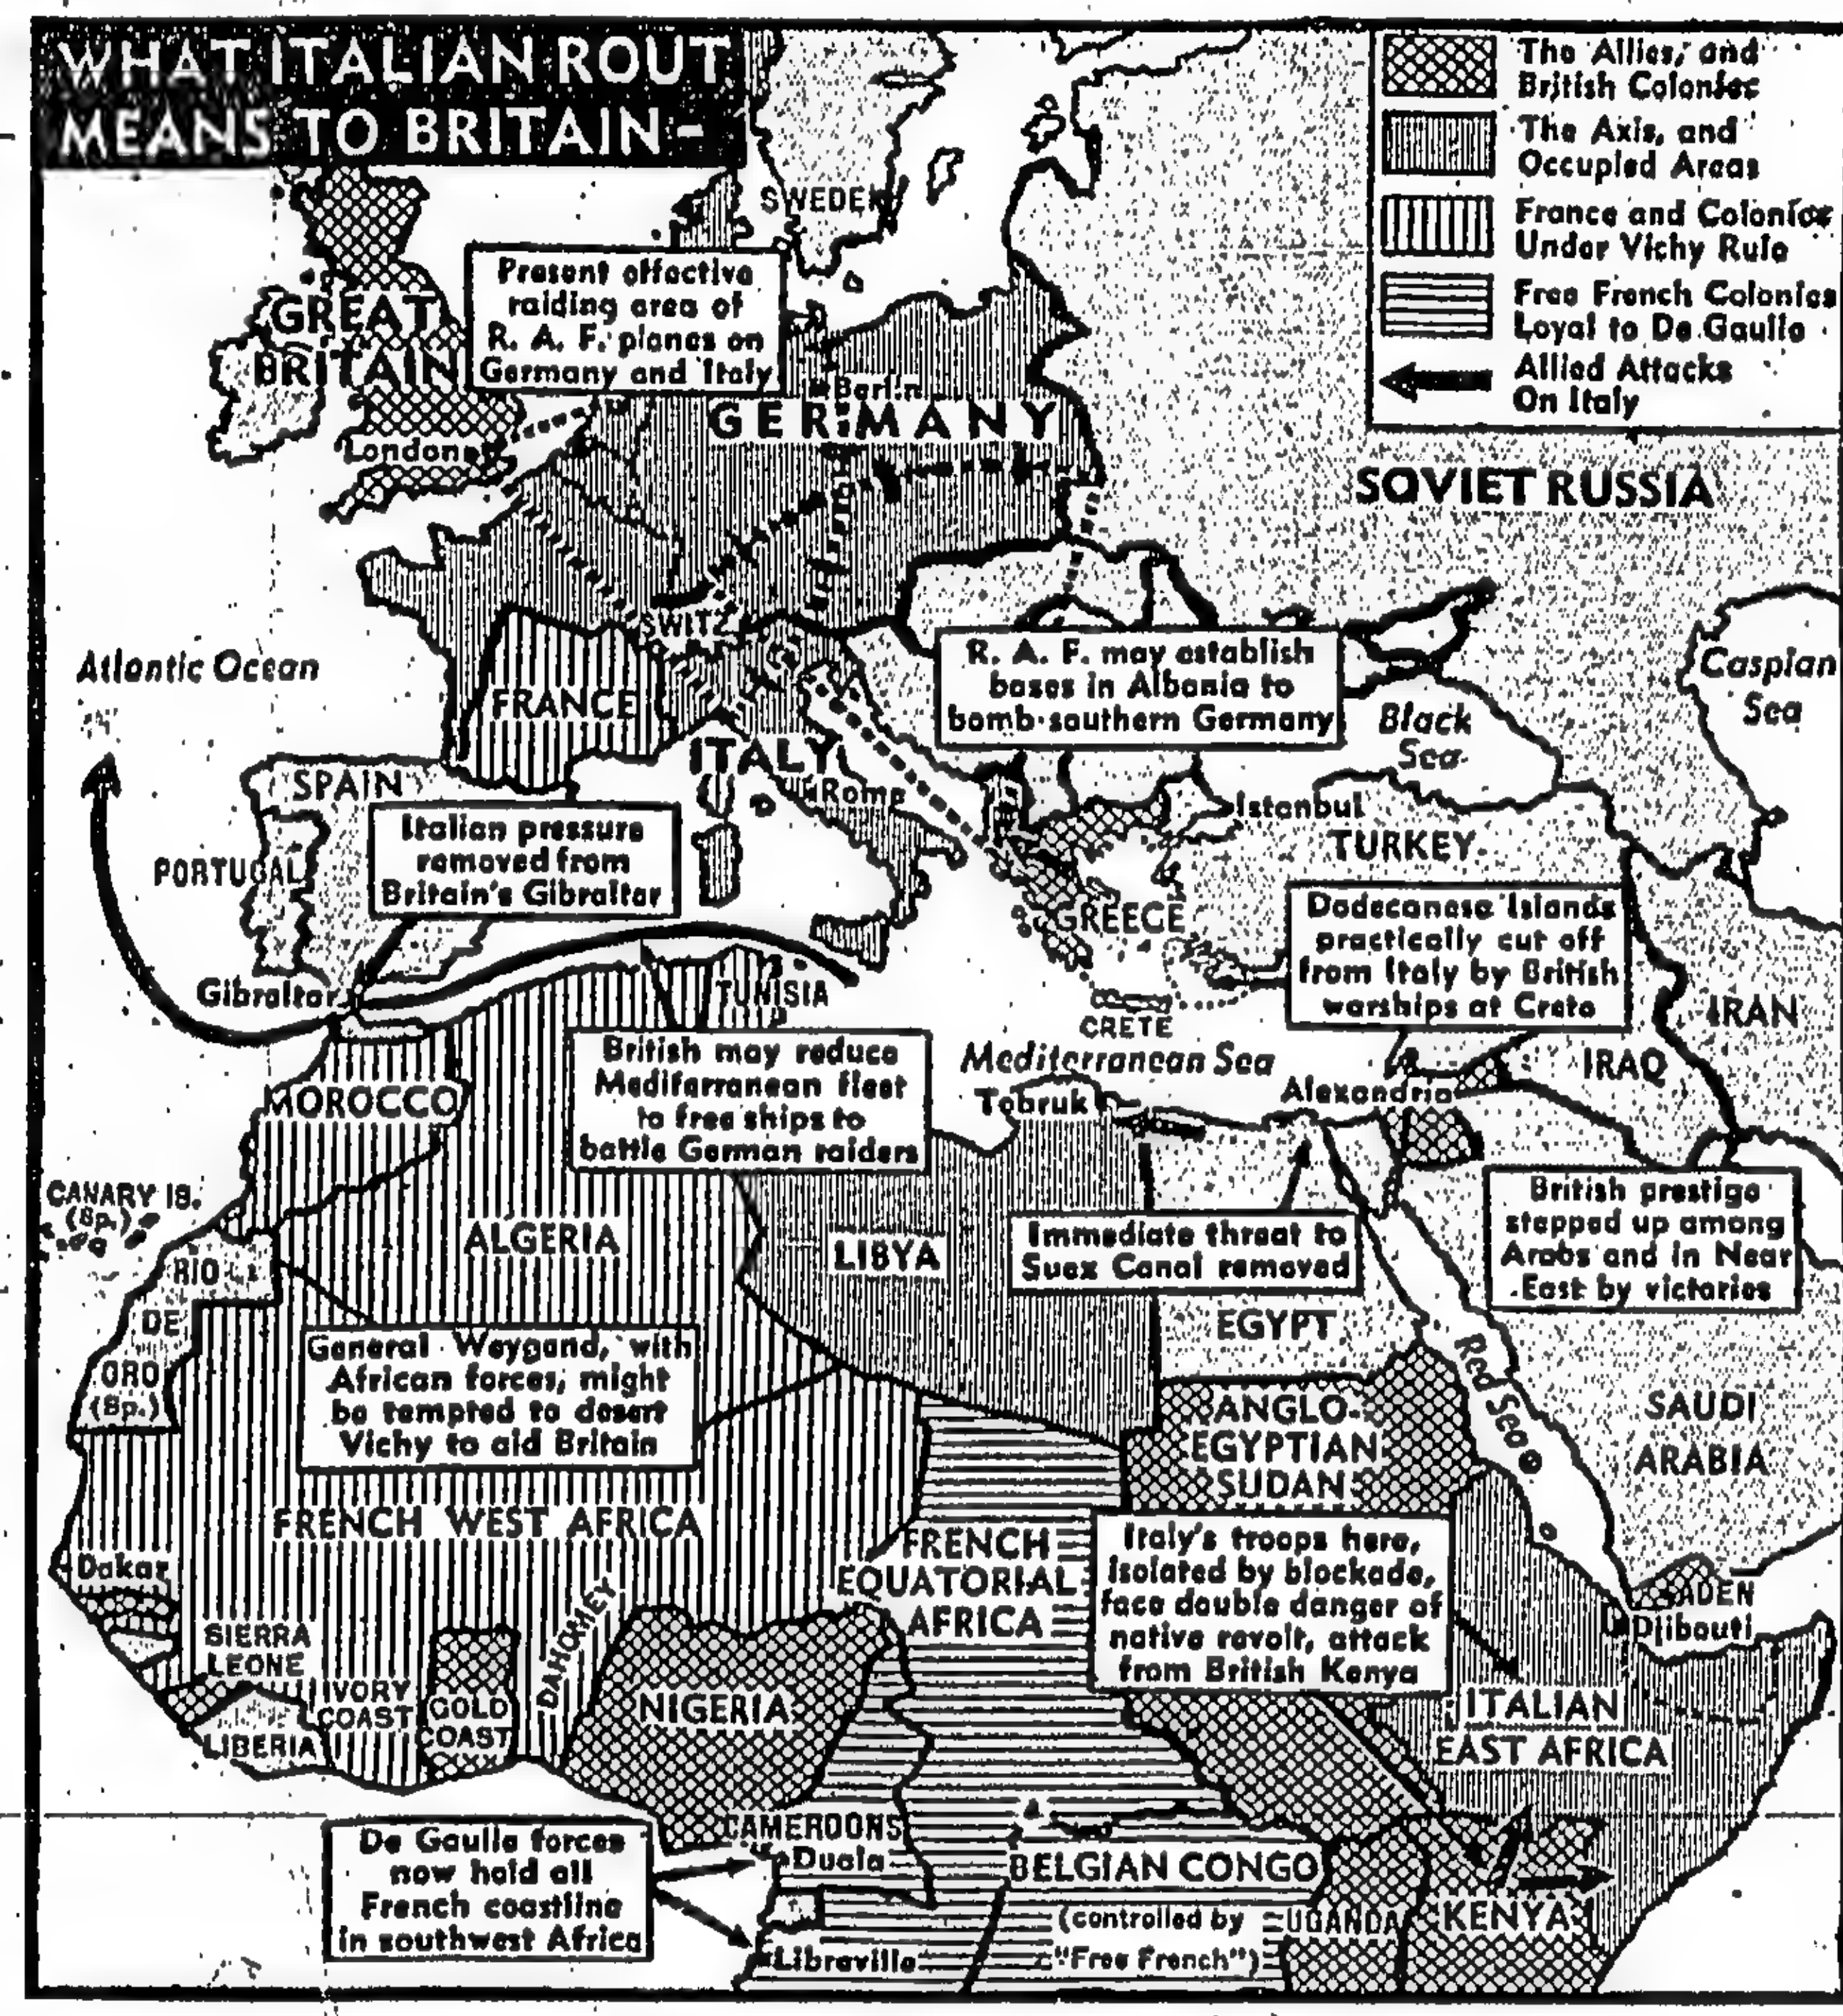 WHAT ITALIAN ROUT
MEANS TO BRITAIN-
The Allies, and
British Colonies
The Axis, and
Occupied Areas
France and Colonies
Under Vichy Rule
Free French Colonies
Loyal to De Gaulle
Allied Attacks
On Italy
SWEDEN
Present effective
raiding area of
R. A. F. planes on
Germany and Italy
GREAT
BRITAIN
London
Berlin
GERMANY
SOVIET RUSSIA
SWITZ.
Atlantic Ocean
FRANCE
R. A. F. may establish
bases in Albania to
bomb southern Germany
Caspian
Sea
Black
Sea
ITALY
Rome
SPAIN
Istanbul
TURKEY
PORTUGAL
Italian pressure
removed from
Britain's Gibraltar
GREECE
Dodecanese Islands
practically cut off
from Italy by British
warships at Crete
Gibraltar
TUNISIA
CRETE
IRAN
IRAQ
Mediterranean Sea
British may reduce
Mediterranean fleet
to free ships to
battle German raiders
MOROCCO
Tobruk
Alexandria
CANARY IS.
(Sp.)
ALGERIA
LIBYA
Immediate threat to
Suez Canal removed
British prestige
stepped up among
Arabs and in Near
East by victories
RIO
DE
ORO
(Sp.)
EGYPT
Red Sea
General Weygand, with
African forces, might
be tempted to desert
Vichy to aid Britain
ANGLO-
EGYPTIAN
SUDAN
SAUDI
ARABIA
FRENCH WEST AFRICA
FRENCH
EQUATORIAL
AFRICA
Italy's troops here,
isolated by blockade,
face double danger of
native revolt, attack
from British Kenya
Dakar
ADEN
Djibouti
SIERRA
LEONE
IVORY
COAST
GOLD
COAST
DAHOMEY
NIGERIA
LIBERIA
ITALIAN
EAST AFRICA
De Gaulle forces
now hold all
French coastline
in southwest Africa
CAMEROONS
Duala
BELGIAN CONGO
(controlled by
"Free French")
UGANDA
KENYA
Libreville